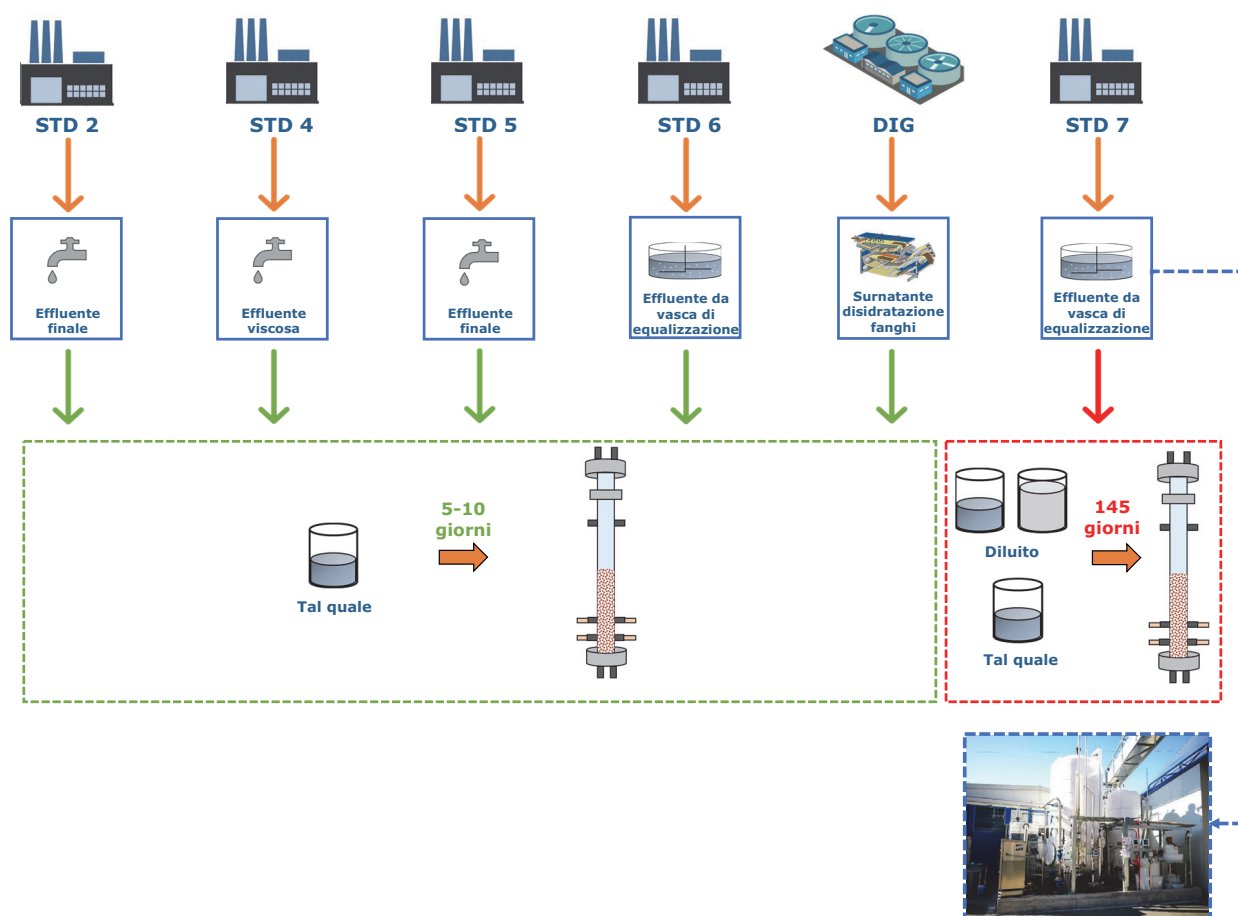 STD 2
STD 4
STD 5
STD 6
DIG
STD 7
Effluente
finale
Effluente
viscosa
Effluente
finale
Effluente da
vasca di
equalizzazione
Surnatante
disidratazione
fanghi
Effluente da
vasca di
equalizzazione
5-10
giorni
Tal quale
145
giorni
Diluito
Tal quale